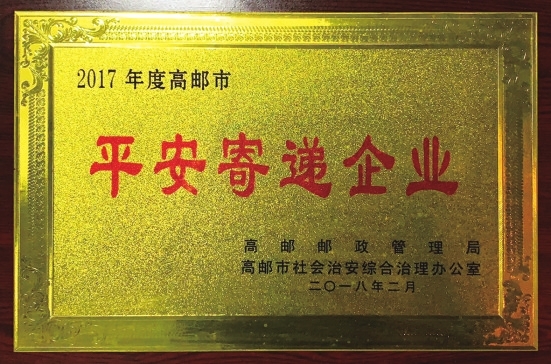 2017 年度高邮市
平安寄递企业
高邮邮政管理局
高邮市社会治安综合治理办公室
二〇一八年二月